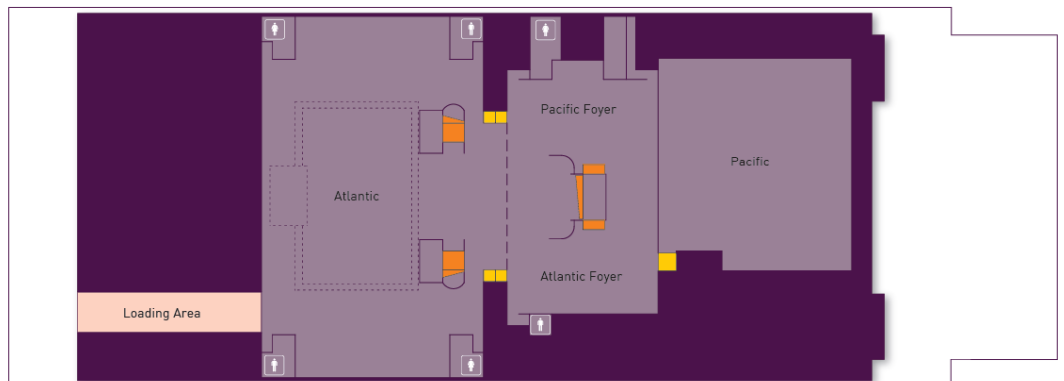 Pacific Foyer
Pacific
Atlantic
Atlantic Foyer
Loading Area